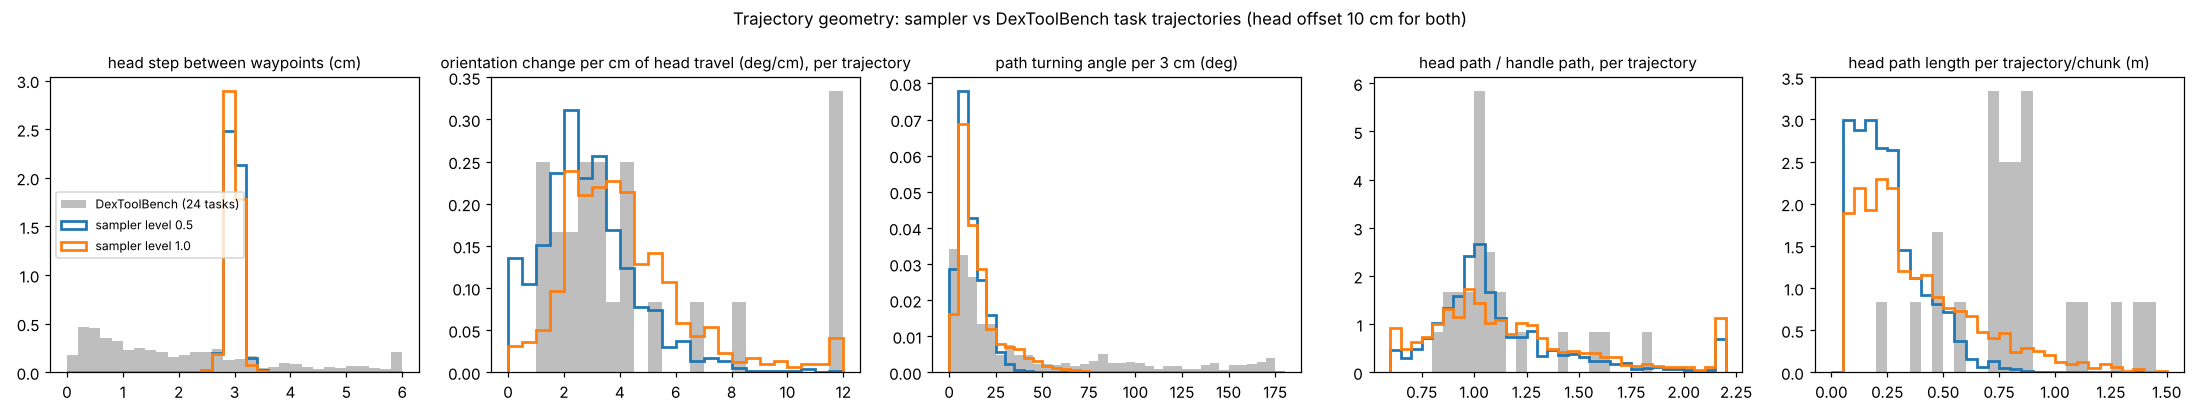 Trajectory geometry: sampler vs DexToolBench task trajectories (head offset 10 cm for both)
head step between waypoints (cm)
3.0
2.5
2.0
1.5
1.0
0.5
0.0
0 1 2 3 4 5 6
DexToolBench (24 tasks)
sampler level 0.5
sampler level 1.0
orientation change per cm of head travel (deg/cm), per trajectory
0.35
0.30
0.25
0.20
0.15
0.10
0.05
0.00
0 2 4 6 8 10 12
path turning angle per 3 cm (deg)
0.08
0.07
0.06
0.05
0.04
0.03
0.02
0.01
0.00
0 25 50 75 100 125 150 175
head path / handle path, per trajectory
6
5
4
3
2
1
0
0.75 1.00 1.25 1.50 1.75 2.00 2.25
head path length per trajectory/chunk (m)
3.5
3.0
2.5
2.0
1.5
1.0
0.5
0.0
0.00 0.25 0.50 0.75 1.00 1.25 1.50